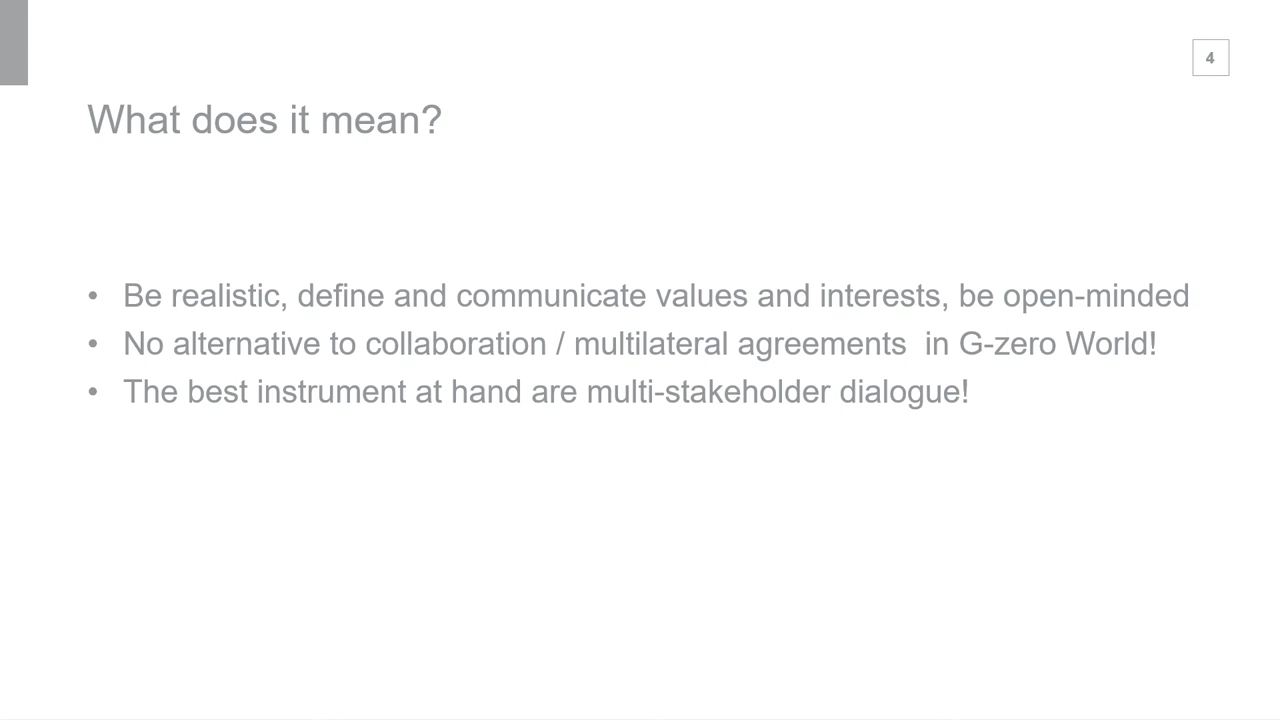 4
What does it mean?
• Be realistic, define and communicate values and interests, be open-minded
• No alternative to collaboration / multilateral agreements  in G-zero World!
• The best instrument at hand are multi-stakeholder dialogue!